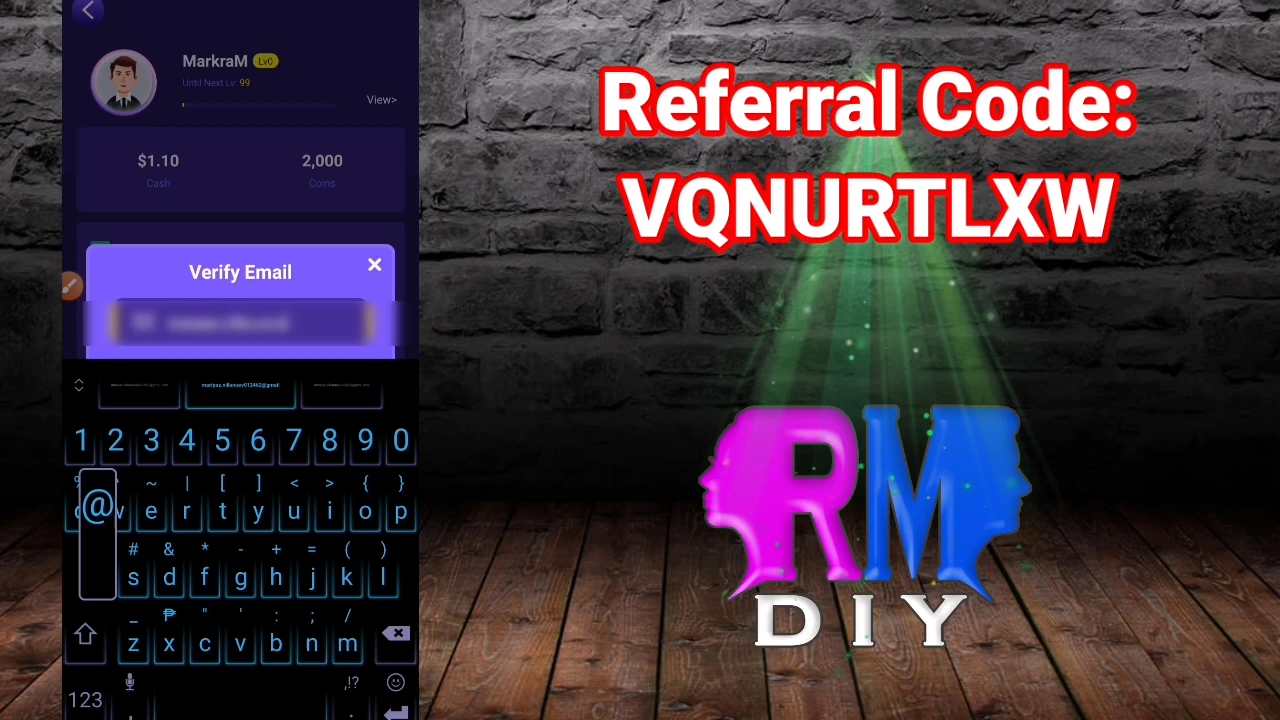 MarkraM Lv0
Until Next Lv: 99
View>
$1.10
2,000
Cash
Coins
Verify Email
1 2 3 4 5 6 7 8 9 0
~ | [ ] < > { }
@ e r t y u i o p
# & * - + = ( )
s d f g h j k l
_ ₱ " ' : ; /
z x c v b n m
,!?
123
Referral Code:
VQNURTLXW
RM
DIY